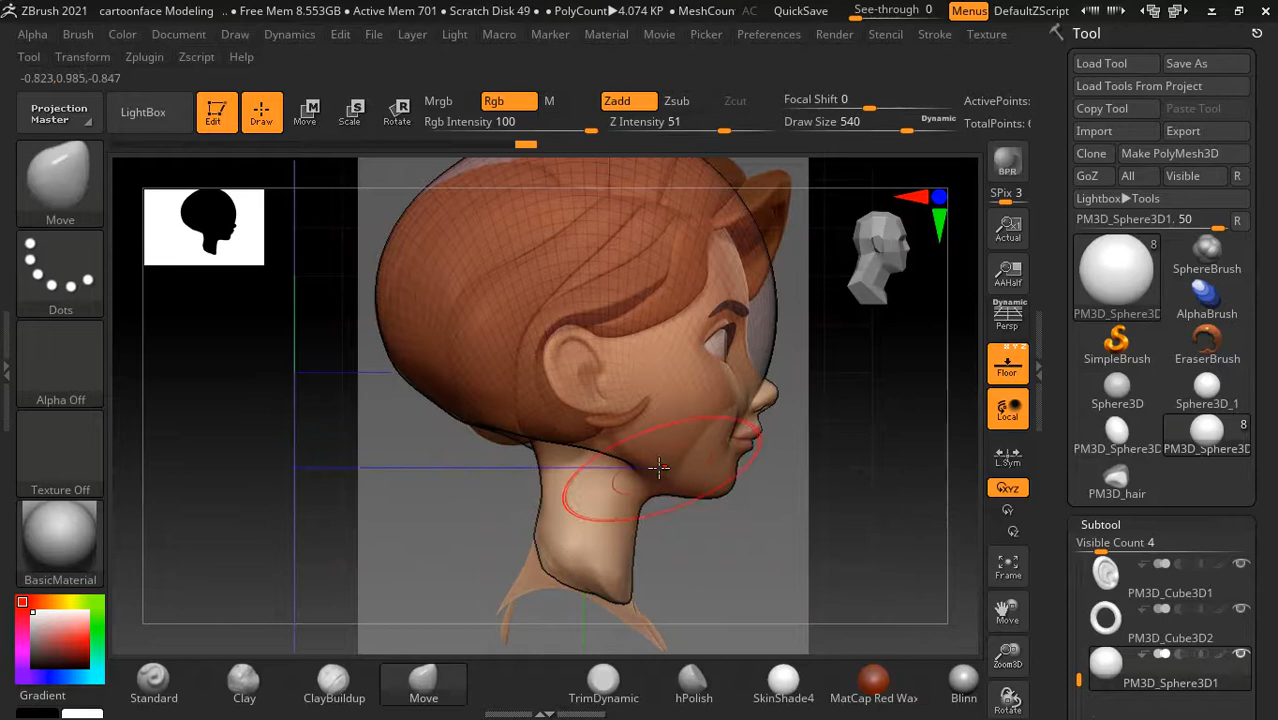 ZBrush 2021 cartoonface Modeling .. • Free Mem 8.553GB • Active Mem 701 • Scratch Disk 49 • PolyCount▶4.074 KP • MeshCoun AC QuickSave See-through 0 Menus DefaultZScript
Alpha Brush Color Document Draw Dynamics Edit File Layer Light Macro Marker Material Movie Picker Preferences Render Stencil Stroke Texture
Tool Transform Zplugin Zscript Help
-0.823,0.985,-0.847
Projection Master
LightBox
Edit
Draw
Move
Scale
Rotate
Mrgb Rgb M
Rgb Intensity 100
Zadd Zsub Zcut
Z Intensity 51
Focal Shift 0
Draw Size 540
Dynamic
ActivePoints:
TotalPoints: 6
Move
Dots
Alpha Off
Texture Off
BasicMaterial
Gradient
BPR
SPix 3
Actual
AAHalf
Dynamic
Persp
X Y Z
Floor
Local
L.Sym
XYZ
Y
Z
Frame
Move
Zoom3D
Rotate
Standard
Clay
ClayBuildup
Move
TrimDynamic
hPolish
SkinShade4
MatCap Red Wax
Blinn
Tool
Load Tool Save As
Load Tools From Project
Copy Tool Paste Tool
Import Export
Clone Make PolyMesh3D
GoZ All Visible R
Lightbox▶Tools
PM3D_Sphere3D1. 50 R
8
PM3D_Sphere3D
SphereBrush
AlphaBrush
SimpleBrush
EraserBrush
Sphere3D
Sphere3D_1
8
PM3D_Sphere3D
PM3D_Sphere3D
PM3D_hair
Subtool
Visible Count 4
PM3D_Cube3D1
PM3D_Cube3D2
PM3D_Sphere3D1